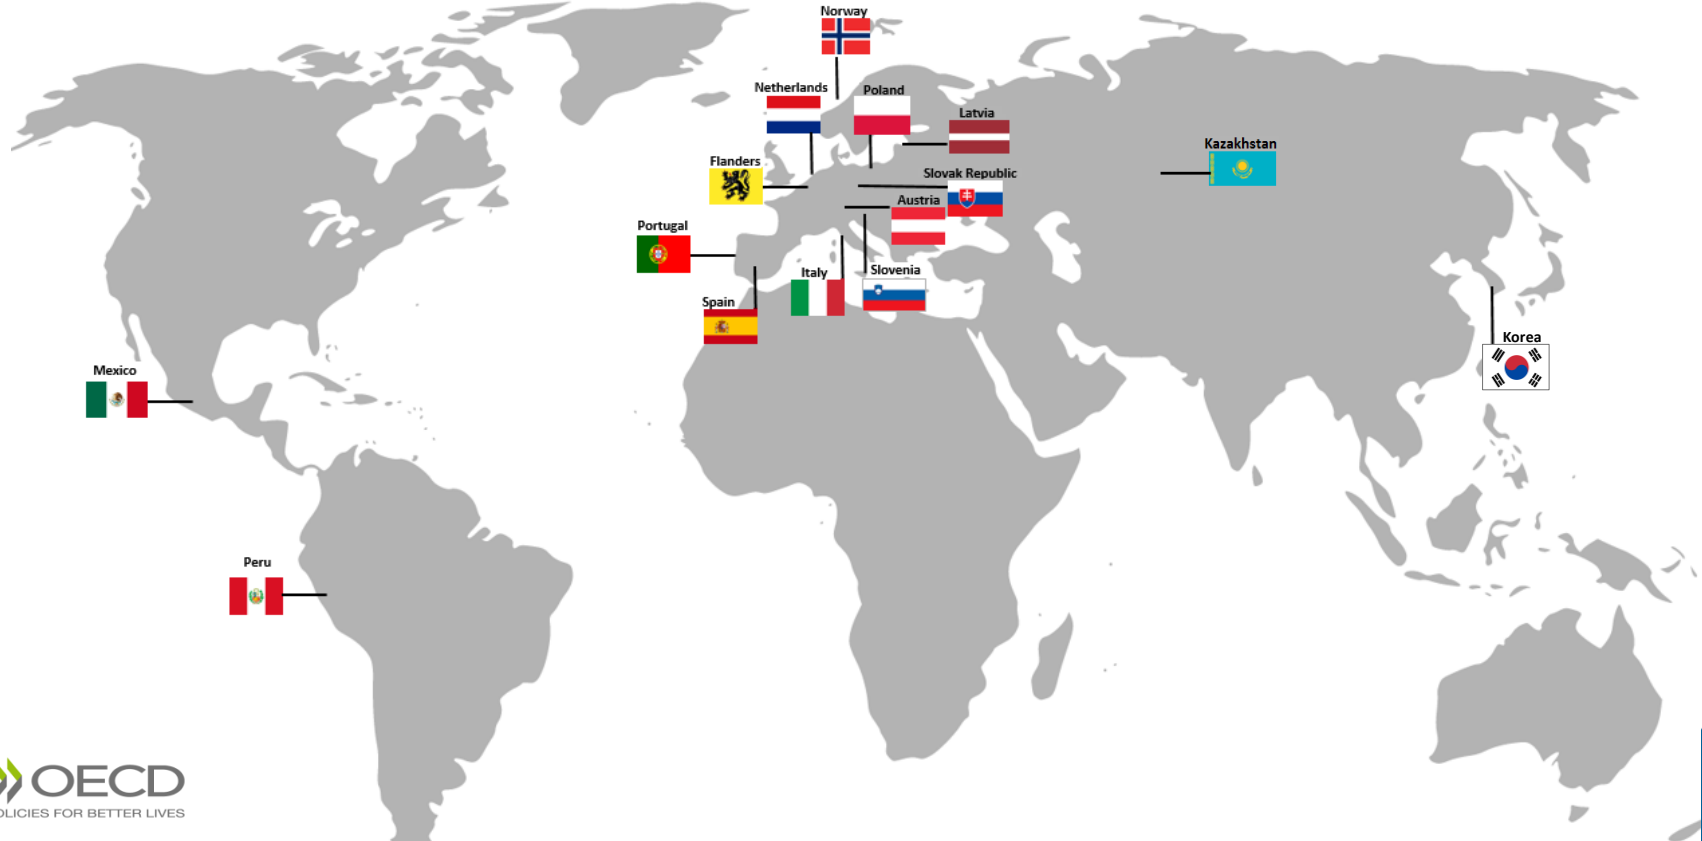 Norway
Netherlands
Poland
Latvia
Kazakhstan
Flanders
Slovak Republic
Austria
Portugal
Italy
Slovenia
Spain
Korea
Mexico
Peru
OECD
OLICIES FOR BETTER LIVES